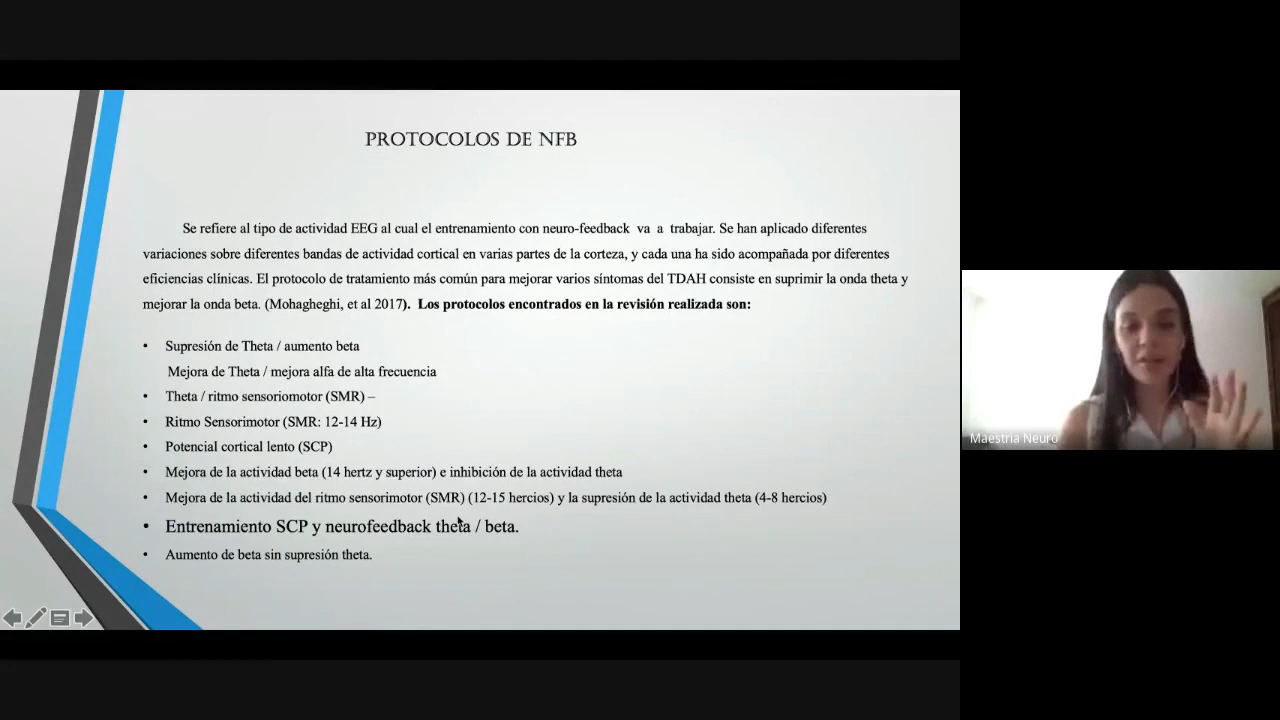 PROTOCOLOS DE NFB
Se refiere al tipo de actividad EEG al cual el entrenamiento con neuro-feedback va a trabajar. Se han aplicado diferentes
variaciones sobre diferentes bandas de actividad cortical en varias partes de la corteza, y cada una ha sido acompañada por diferentes
eficiencias clínicas. El protocolo de tratamiento más común para mejorar varios síntomas del TDAH consiste en suprimir la onda theta y
mejorar la onda beta. (Mohagheghi, et al 2017). Los protocolos encontrados en la revisión realizada son:
• Supresión de Theta / aumento beta
Mejora de Theta / mejora alfa de alta frecuencia
• Theta / ritmo sensoriomotor (SMR) –
• Ritmo Sensorimotor (SMR: 12-14 Hz)
• Potencial cortical lento (SCP)
• Mejora de la actividad beta (14 hertz y superior) e inhibición de la actividad theta
• Mejora de la actividad del ritmo sensorimotor (SMR) (12-15 hercios) y la supresión de la actividad theta (4-8 hercios)
• Entrenamiento SCP y neurofeedback theta / beta.
• Aumento de beta sin supresión theta.
Maestria Neuro